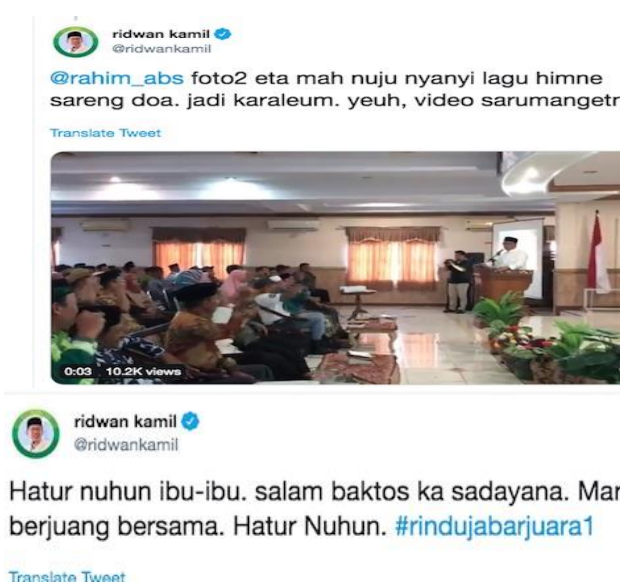 ridwan kamil
@ridwankamil
@rahim_abs foto2 eta mah nuju nyanyi lagu himne
sareng doa. jadi karaleum. yeuh, video
Translate Tweet
0:03 10.2K views
ridwan kamil
@ridwankamil
Hatur nuhun ibu-ibu. salam baktos ka sadayana.
berjuang bersama. Hatur Nuhun. #rindujabarjuara1
Translate Tweet